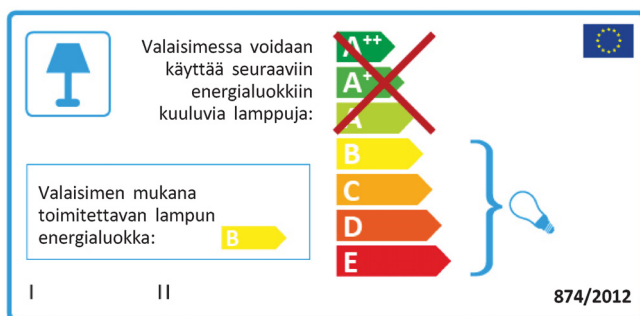 Valaisimessa voidaan
käyttää seuraaviin
energialuokkiin
kuuluvia lamppuja:
A++
A+
A
B
C
D
E
Valaisimen mukana
toimitettavan lampun
energialuokka: B
I II
874/2012